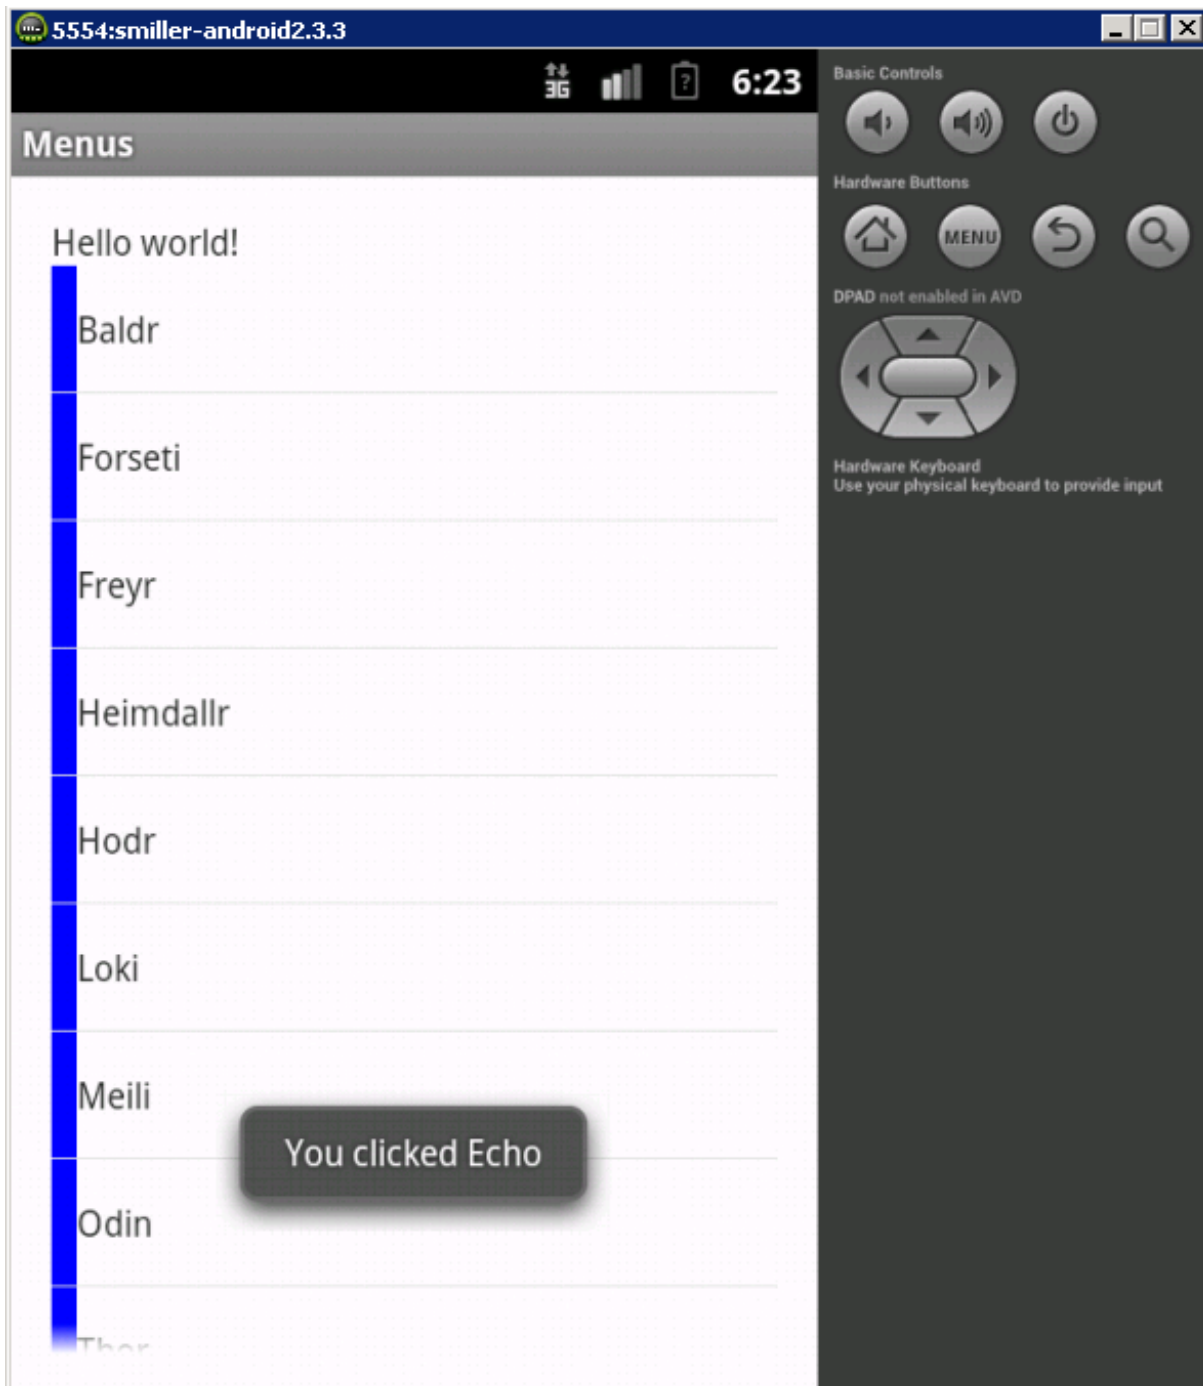 5554:smiller-android2.3.3
3G
?
6:23
Menus
Hello world!
Baldr
Forseti
Freyr
Heimdallr
Hodr
Loki
Meili
You clicked Echo
Odin
Thor
Basic Controls
Hardware Buttons
MENU
DPAD not enabled in AVD
Hardware Keyboard
Use your physical keyboard to provide input